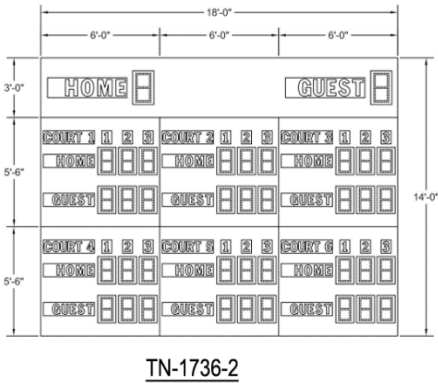 18'-0"
6'-0" 6'-0" 6'-0"
3'-0"
HOME GUEST
COURT 1 1 2 3 COURT 2 1 2 3 COURT 3 1 2 3
HOME HOME HOME
5'-6"
GUEST GUEST GUEST
14'-0"
COURT 4 1 2 3 COURT 5 1 2 3 COURT 6 1 2 3
HOME HOME HOME
5'-6"
GUEST GUEST GUEST
TN-1736-2